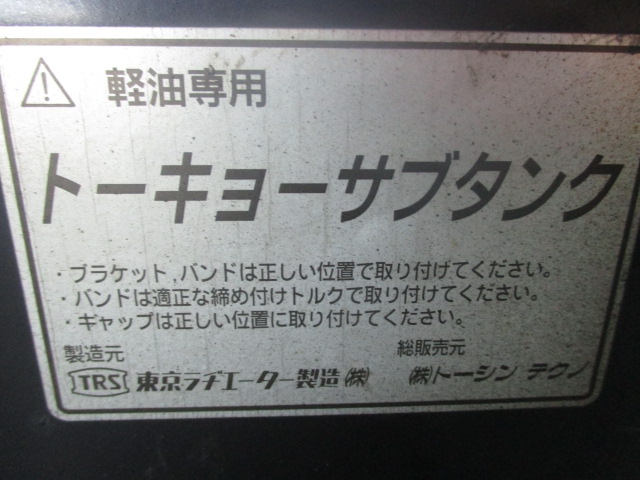 軽油専用
トーキョーサブタンク
・ブラケット,バンドは正しい位置で取り付けてください。
・バンドは適正な締め付けトルクで取り付けてください。
・キャップは正しい位置に取り付けてください。
製造元 総販売元
TRS 東京ラヂエーター製造㈱ ㈱トーシン テクノ